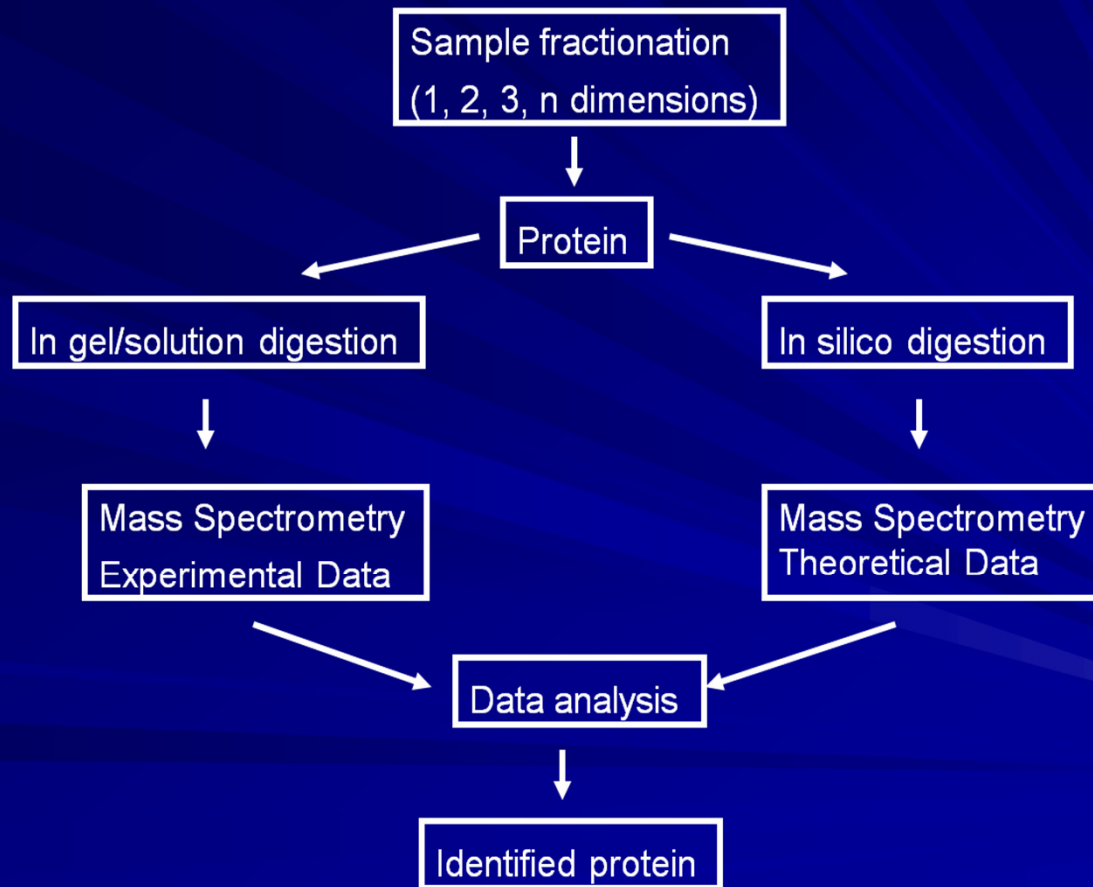 Sample fractionation
(1, 2, 3, n dimensions)
Protein
In gel/solution digestion
In silico digestion
Mass Spectrometry
Experimental Data
Mass Spectrometry
Theoretical Data
Data analysis
Identified protein